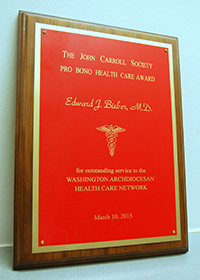 THE JOHN CARROLL SOCIETY
PRO BONO HEALTH CARE AWARD
Edward J. Bieber, M.D.
for outstanding service to the
WASHINGTON ARCHDIOCESAN
HEALTH CARE NETWORK
March 10, 2013